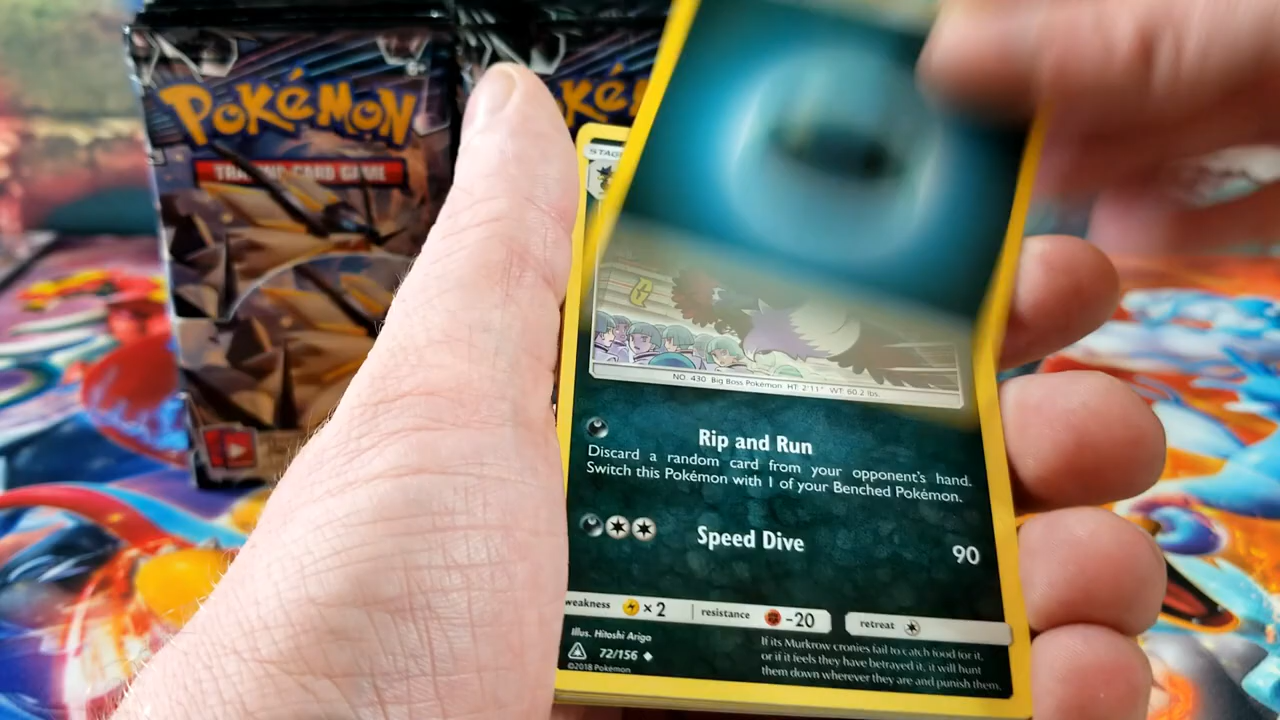 POKÉMON
TRADING CARD GAME
STAGE
NO. 430 Big Boss Pokémon HT: 2'11" WT: 60.2 lbs.
Rip and Run
Discard a random card from your opponent's hand.
Switch this Pokémon with 1 of your Benched Pokémon.
Speed Dive
90
weakness ×2 resistance -20 retreat
Illus. Hitoshi Ariga
72/156
©2018 Pokémon
If its Murkrow cronies fail to catch food for it,
or if it feels they have betrayed it, it will hunt
them down wherever they are and punish them.